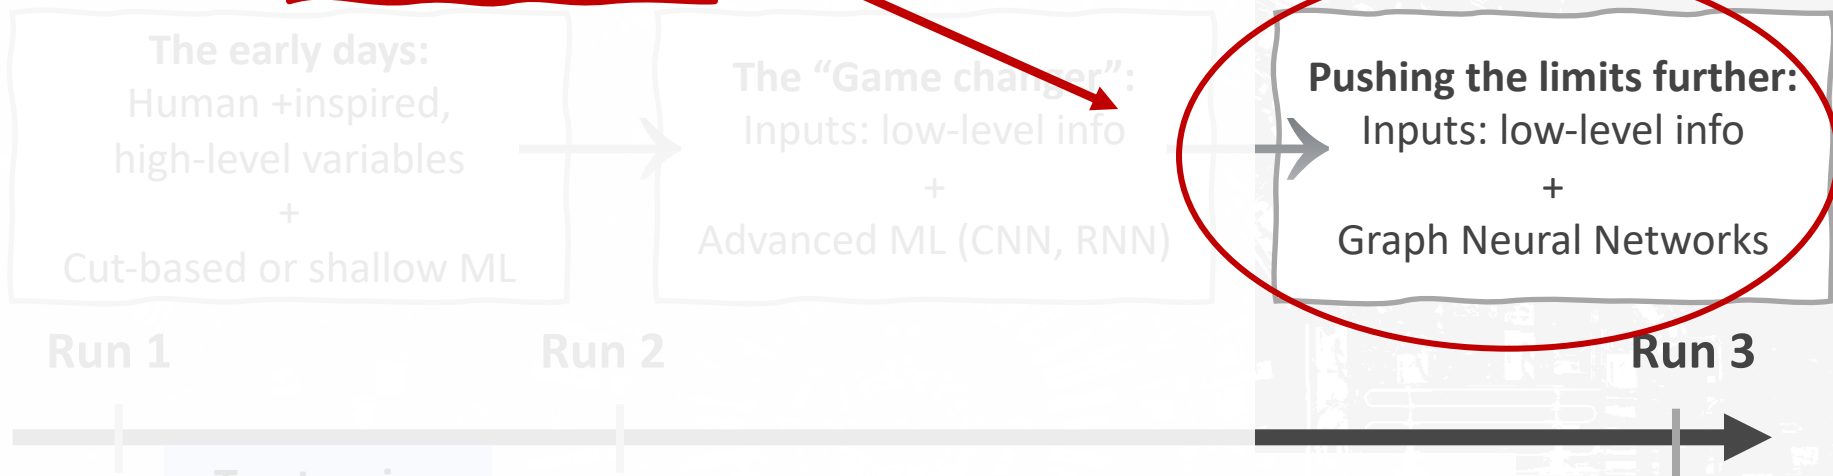 The early days:
Human +inspired,
high-level variables
+
Cut-based or shallow ML
The “Game changer”:
Inputs: low-level info
+
Advanced ML (CNN, RNN)
Pushing the limits further:
Inputs: low-level info
+
Graph Neural Networks
Run 1
Run 2
Run 3